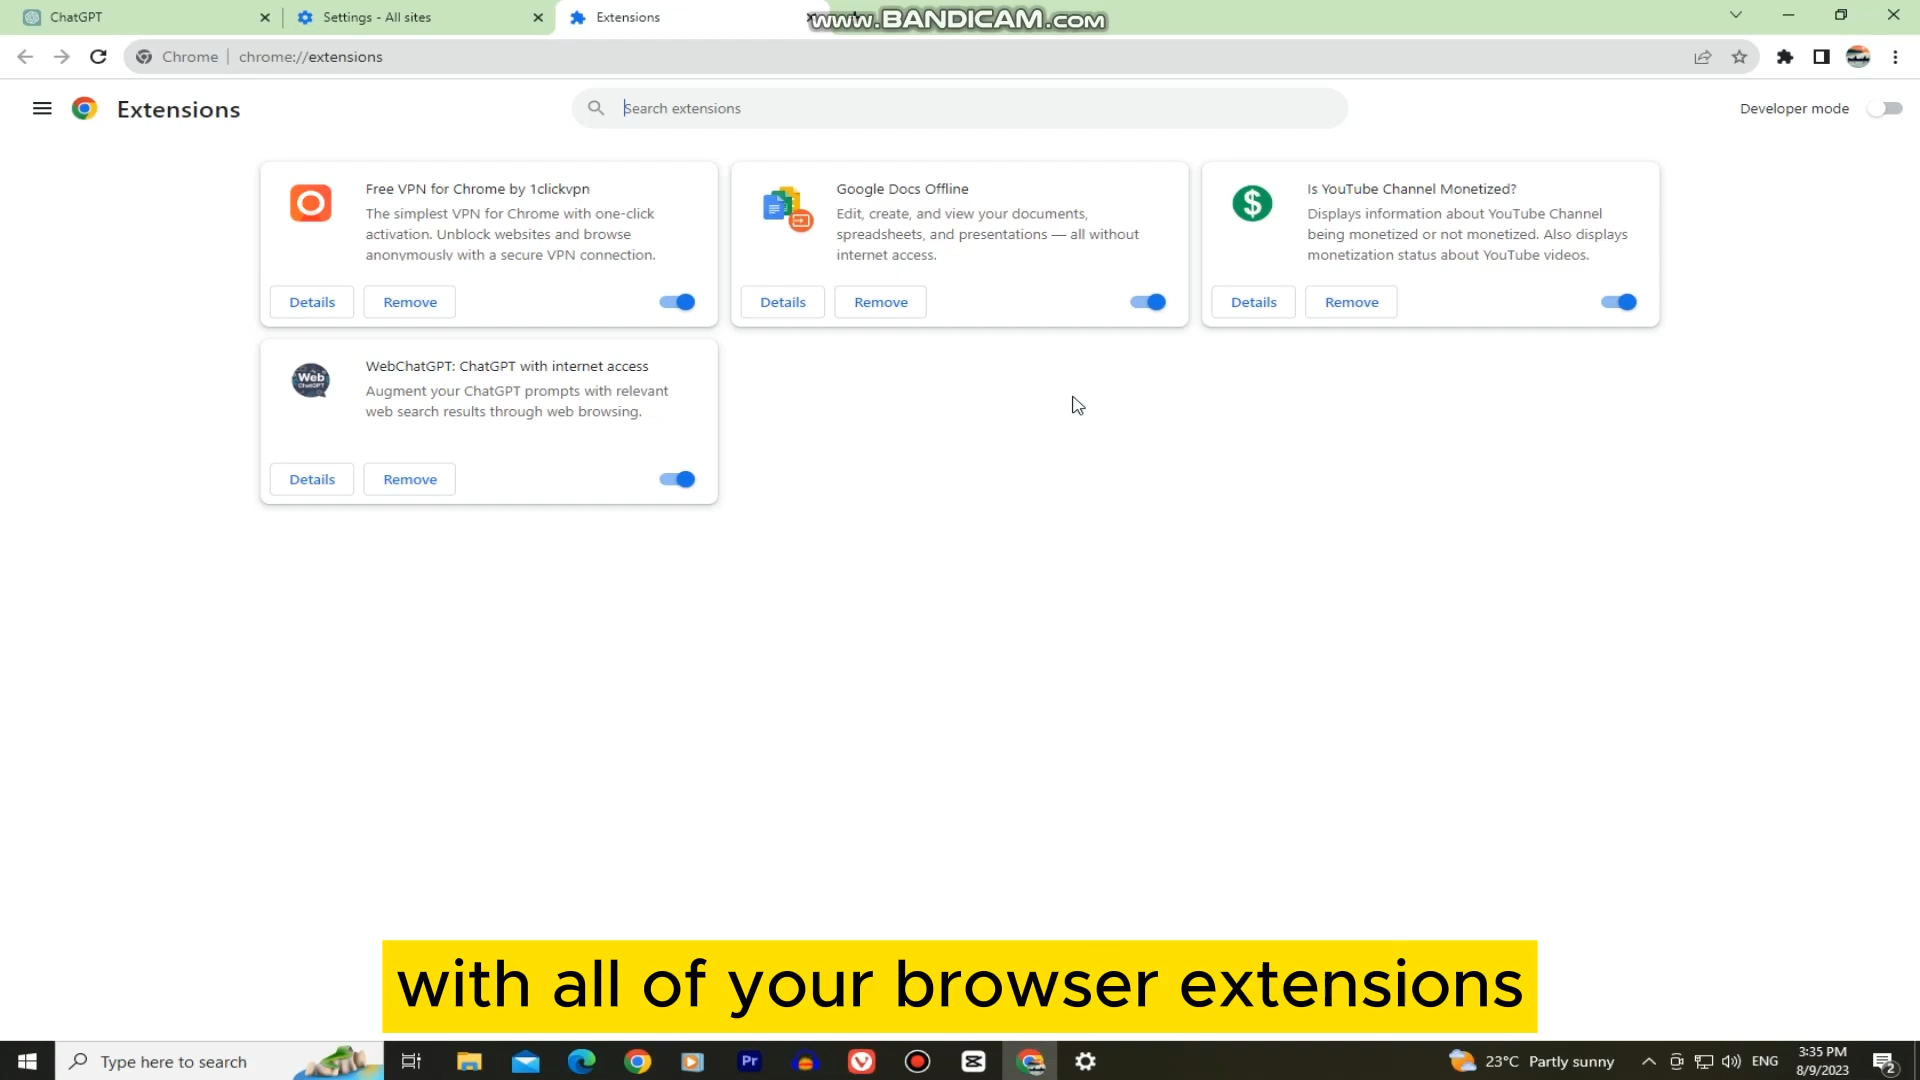 ChatGPT
Settings - All sites
Extensions
www.BANDICAM.com
Chrome
chrome://extensions
Extensions
Search extensions
Developer mode
Free VPN for Chrome by 1clickvpn
The simplest VPN for Chrome with one-click
activation. Unblock websites and browse
anonymously with a secure VPN connection.
Details
Remove
Google Docs Offline
Edit, create, and view your documents,
spreadsheets, and presentations — all without
internet access.
Details
Remove
$
Is YouTube Channel Monetized?
Displays information about YouTube Channel
being monetized or not monetized. Also displays
monetization status about YouTube videos.
Details
Remove
Web
ChatGPT
WebChatGPT: ChatGPT with internet access
Augment your ChatGPT prompts with relevant
web search results through web browsing.
Details
Remove
with all of your browser extensions
Type here to search
Pr
23°C Partly sunny
ENG
3:35 PM
8/9/2023
2